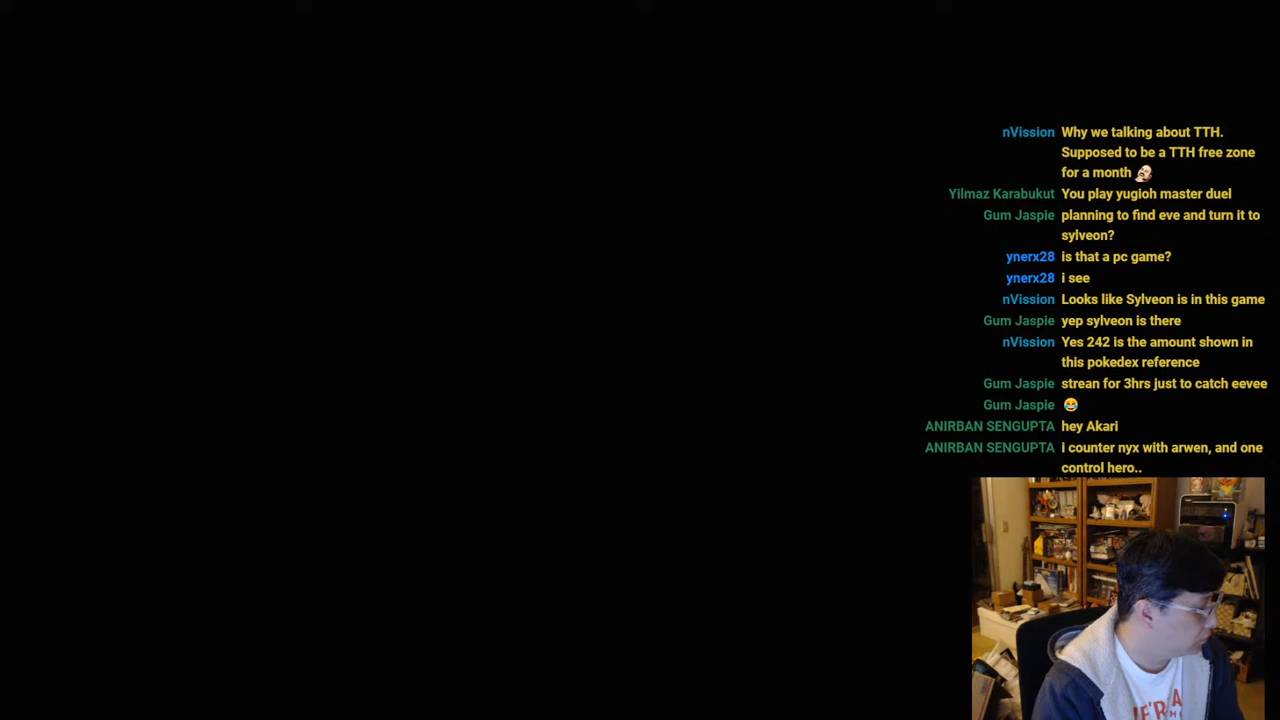 nVission Why we talking about TTH.
Supposed to be a TTH free zone
for a month
Yilmaz Karabukut You play yugioh master duel
Gum Jaspie planning to find eve and turn it to
sylveon?
ynerx28 is that a pc game?
ynerx28 i see
nVission Looks like Sylveon is in this game
Gum Jaspie yep sylveon is there
nVission Yes 242 is the amount shown in
this pokedex reference
Gum Jaspie strean for 3hrs just to catch eevee
Gum Jaspie 😂
ANIRBAN SENGUPTA hey Akari
ANIRBAN SENGUPTA i counter nyx with arwen, and one
control hero..